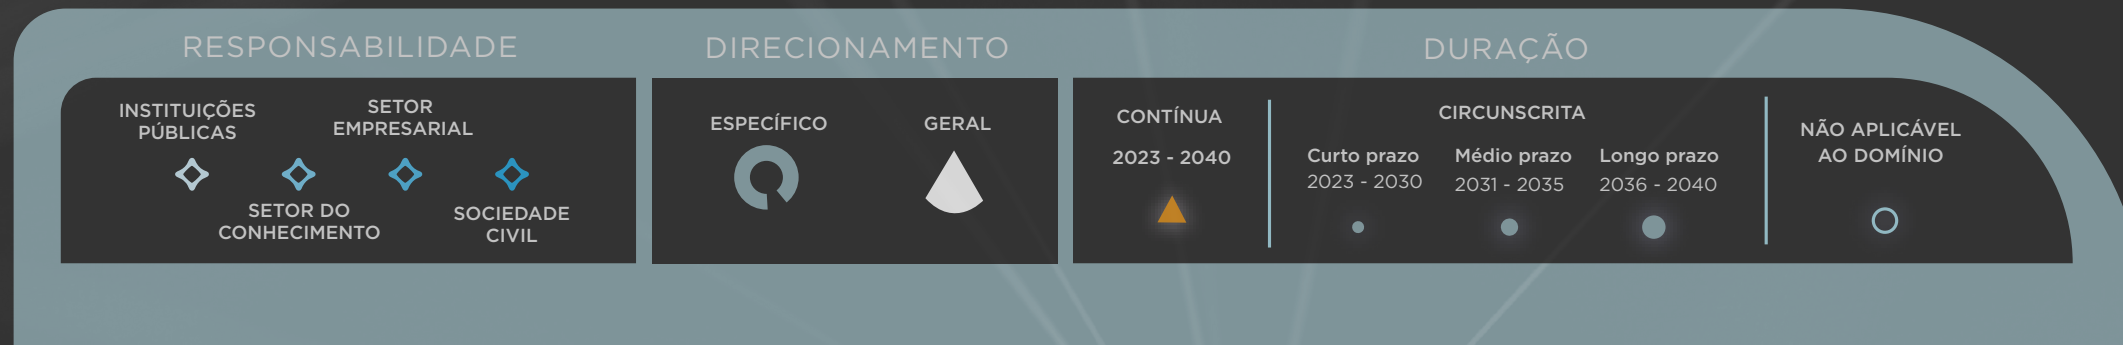 RESPONSABILIDADE
INSTITUIÇÕES
PÚBLICAS
SETOR
EMPRESARIAL
SETOR DO
CONHECIMENTO
SOCIEDADE
CIVIL
DIRECIONAMENTO
ESPECÍFICO
GERAL
DURAÇÃO
CONTÍNUA
2023 - 2040
CIRCUNSCRITA
Curto prazo
2023 - 2030
Médio prazo
2031 - 2035
Longo prazo
2036 - 2040
NÃO APLICÁVEL
AO DOMÍNIO